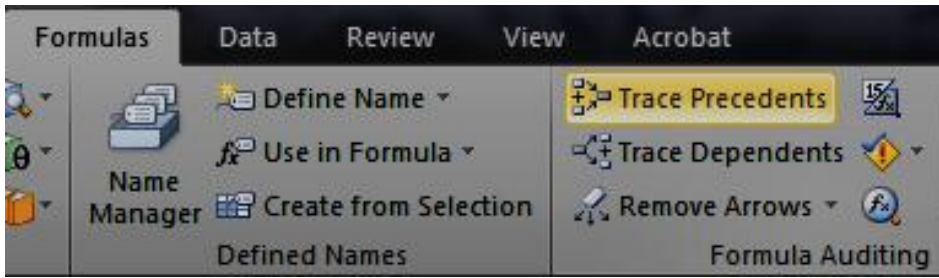 Formulas Data Review View Acrobat
Define Name Trace Precedents
Use in Formula Trace Dependents
Name Manager
Create from Selection Remove Arrows
Defined Names Formula Auditing